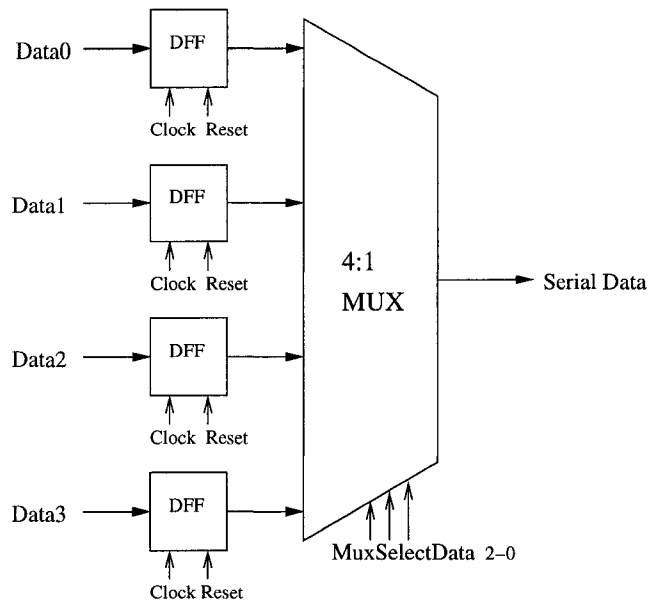 DFF
Data0
Clock Reset
DFF
Data1
Clock Reset
4:1
MUX
Serial Data
DFF
Data2
Clock Reset
DFF
Data3
MuxSelectData 2-0
Clock Reset